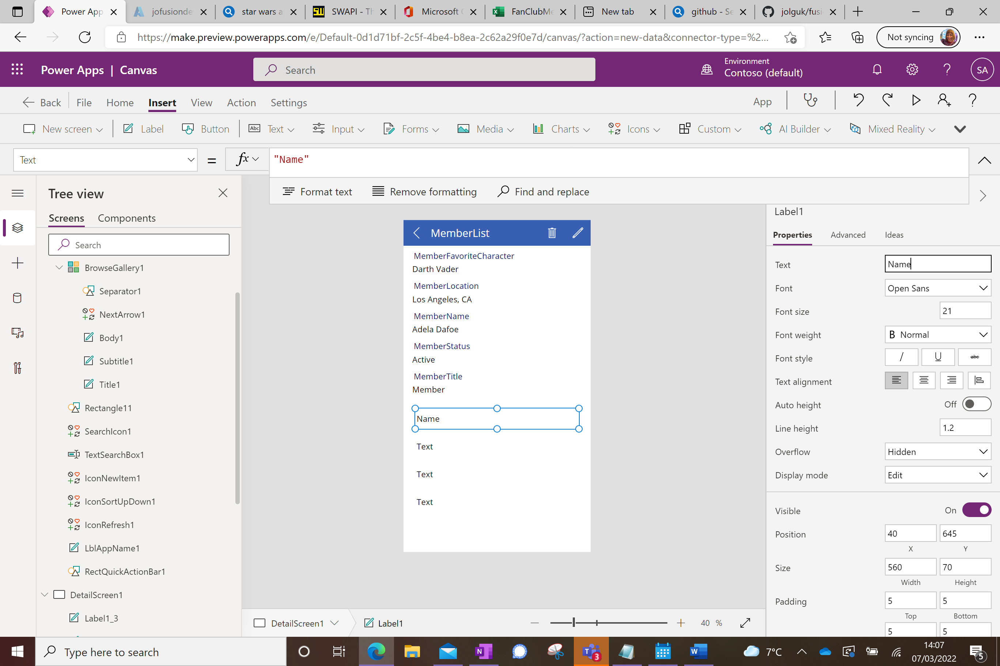 Power App
jofusionde
star wars a
SWAPI - Th
Microsoft
FanClubMe
New tab
github - Se
jolguk/fusi
https://make.preview.powerapps.com/e/Default-0d1d71bf-2c5f-4be4-b8ea-2c62a29f0e7d/canvas/?action=new-data&connector-type=%2...
Not syncing
Power Apps | Canvas
Search
Environment
Contoso (default)
SA
Back
File
Home
Insert
View
Action
Settings
App
New screen
Label
Button
Abc Text
Input
Forms
Media
Charts
Icons
Custom
AI Builder
Mixed Reality
Text
=
fx
"Name"
Format text
Remove formatting
Find and replace
Tree view
Screens
Components
Search
BrowseGallery1
Separator1
NextArrow1
Body1
Subtitle1
Title1
Rectangle11
SearchIcon1
TextSearchBox1
IconNewItem1
IconSortUpDown1
IconRefresh1
LblAppName1
RectQuickActionBar1
DetailScreen1
Label1_3
MemberList
MemberFavoriteCharacter
Darth Vader
MemberLocation
Los Angeles, CA
MemberName
Adela Dafoe
MemberStatus
Active
MemberTitle
Member
Name
Text
Text
Text
DetailScreen1
Label1
40 %
Label1
Properties
Advanced
Ideas
Text
Name
Font
Open Sans
Font size
21
Font weight
B Normal
Font style
/ U abc
Text alignment
Auto height
Off
Line height
1.2
Overflow
Hidden
Display mode
Edit
Visible
On
Position
40 645
X Y
Size
560 70
Width Height
Padding
5 5
Top Bottom
5 5
Type here to search
N
T 3
W
7°C
14:07
07/03/2022
5